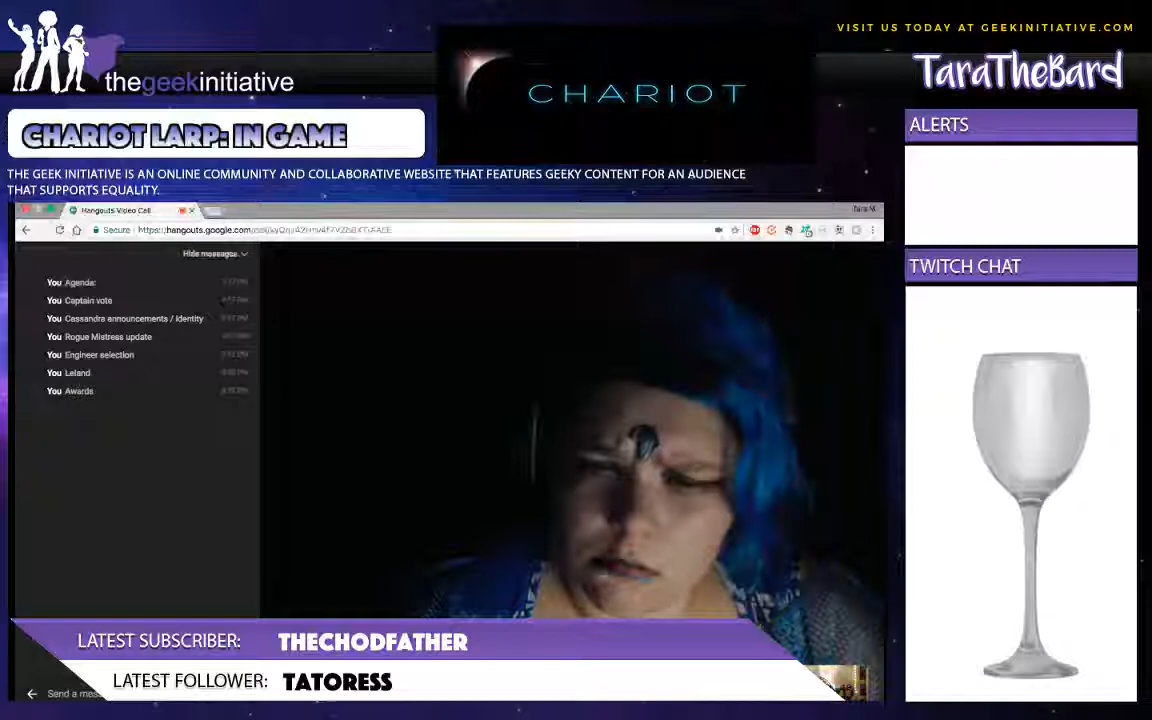 VISIT US TODAY AT GEEKINITIATIVE.COM
thegeekinitiative
CHARIOT
TaraTheBard
CHARIOT LARP: IN GAME
THE GEEK INITIATIVE IS AN ONLINE COMMUNITY AND COLLABORATIVE WEBSITE THAT FEATURES GEEKY CONTENT FOR AN AUDIENCE
THAT SUPPORTS EQUALITY.
ALERTS
TWITCH CHAT
Hangouts Video Call
Tara M.
Secure https://hangouts.google.com
Hide messages
You Agenda:
You Captain vote
You Cassandra announcements / identity
You Rogue Mistress update
You Engineer selection
You Leland
You Awards
LATEST SUBSCRIBER: THECHODFATHER
LATEST FOLLOWER: TATORESS
Send a